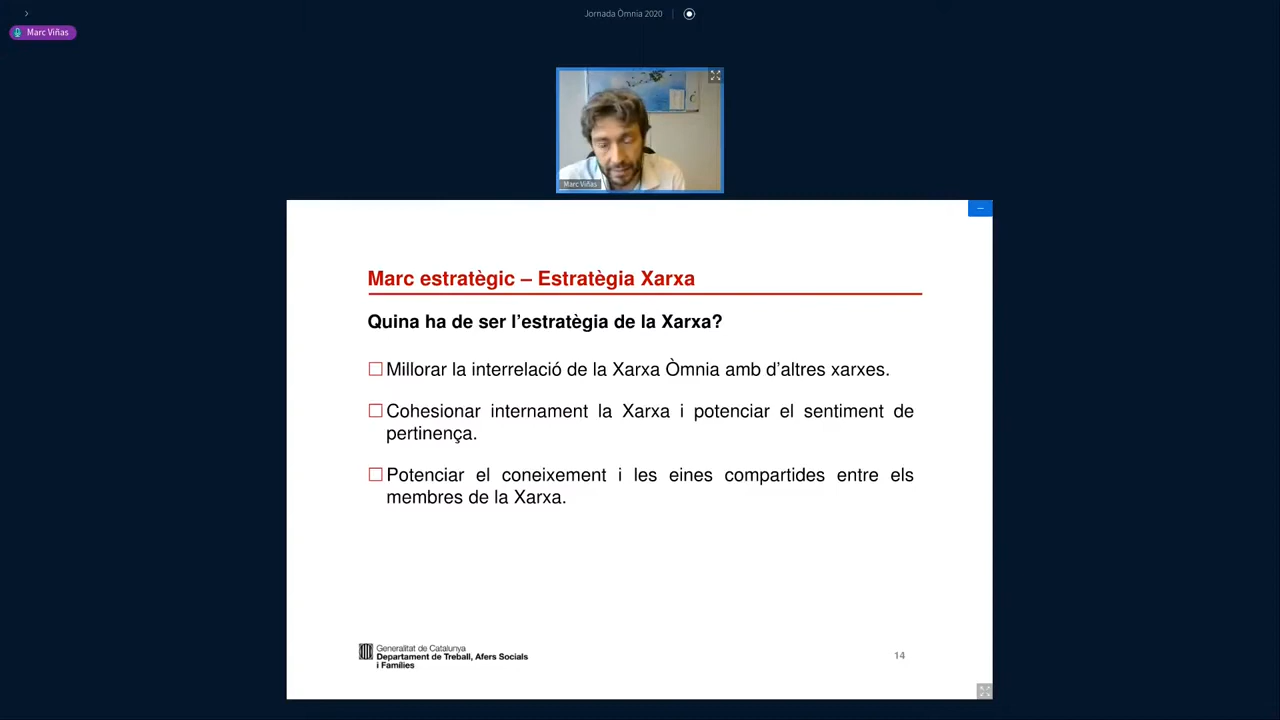 Jornada Òmnia 2020
Marc Viñas
Marc Viñas
Marc estratègic – Estratègia Xarxa
Quina ha de ser l'estratègia de la Xarxa?
Millorar la interrelació de la Xarxa Òmnia amb d'altres xarxes.
Cohesionar internament la Xarxa i potenciar el sentiment de
pertinença.
Potenciar el coneixement i les eines compartides entre els
membres de la Xarxa.
Generalitat de Catalunya
Departament de Treball, Afers Socials
i Famílies
14